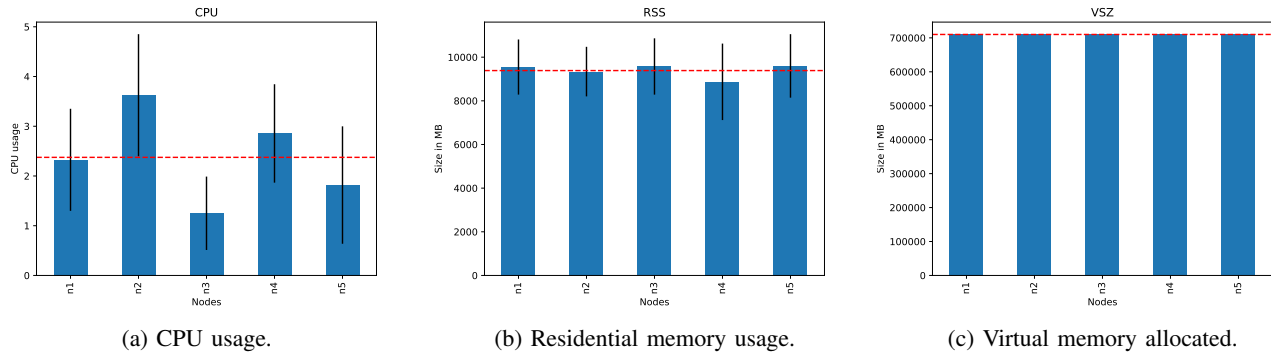 CPU
5
4
3
2
1
0
CPU usage
n1
n2
n3
n4
n5
Nodes
(a) CPU usage.
RSS
10000
8000
6000
4000
2000
0
Size in MB
n1
n2
n3
n4
n5
Nodes
(b) Residential memory usage.
VSZ
700000
600000
500000
400000
300000
200000
100000
0
Size in MB
n1
n2
n3
n4
n5
Nodes
(c) Virtual memory allocated.